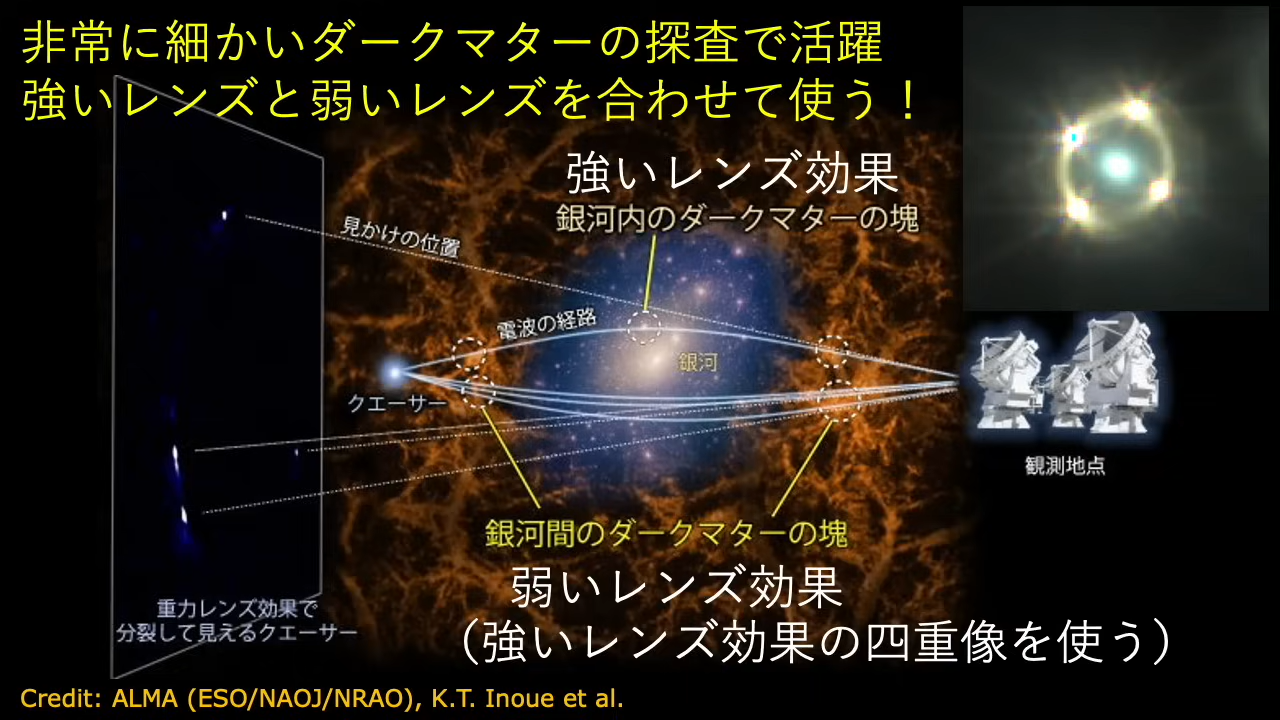 非常に細かいダークマターの探査で活躍
強いレンズと弱いレンズを合わせて使う！
強いレンズ効果
銀河内のダークマターの塊
見かけの位置
電波の経路
銀河
クエーサー
観測地点
銀河間のダークマターの塊
弱いレンズ効果
（強いレンズ効果の四重像を使う）
重力レンズ効果で
分裂して見えるクエーサー
Credit: ALMA (ESO/NAOJ/NRAO), K.T. Inoue et al.